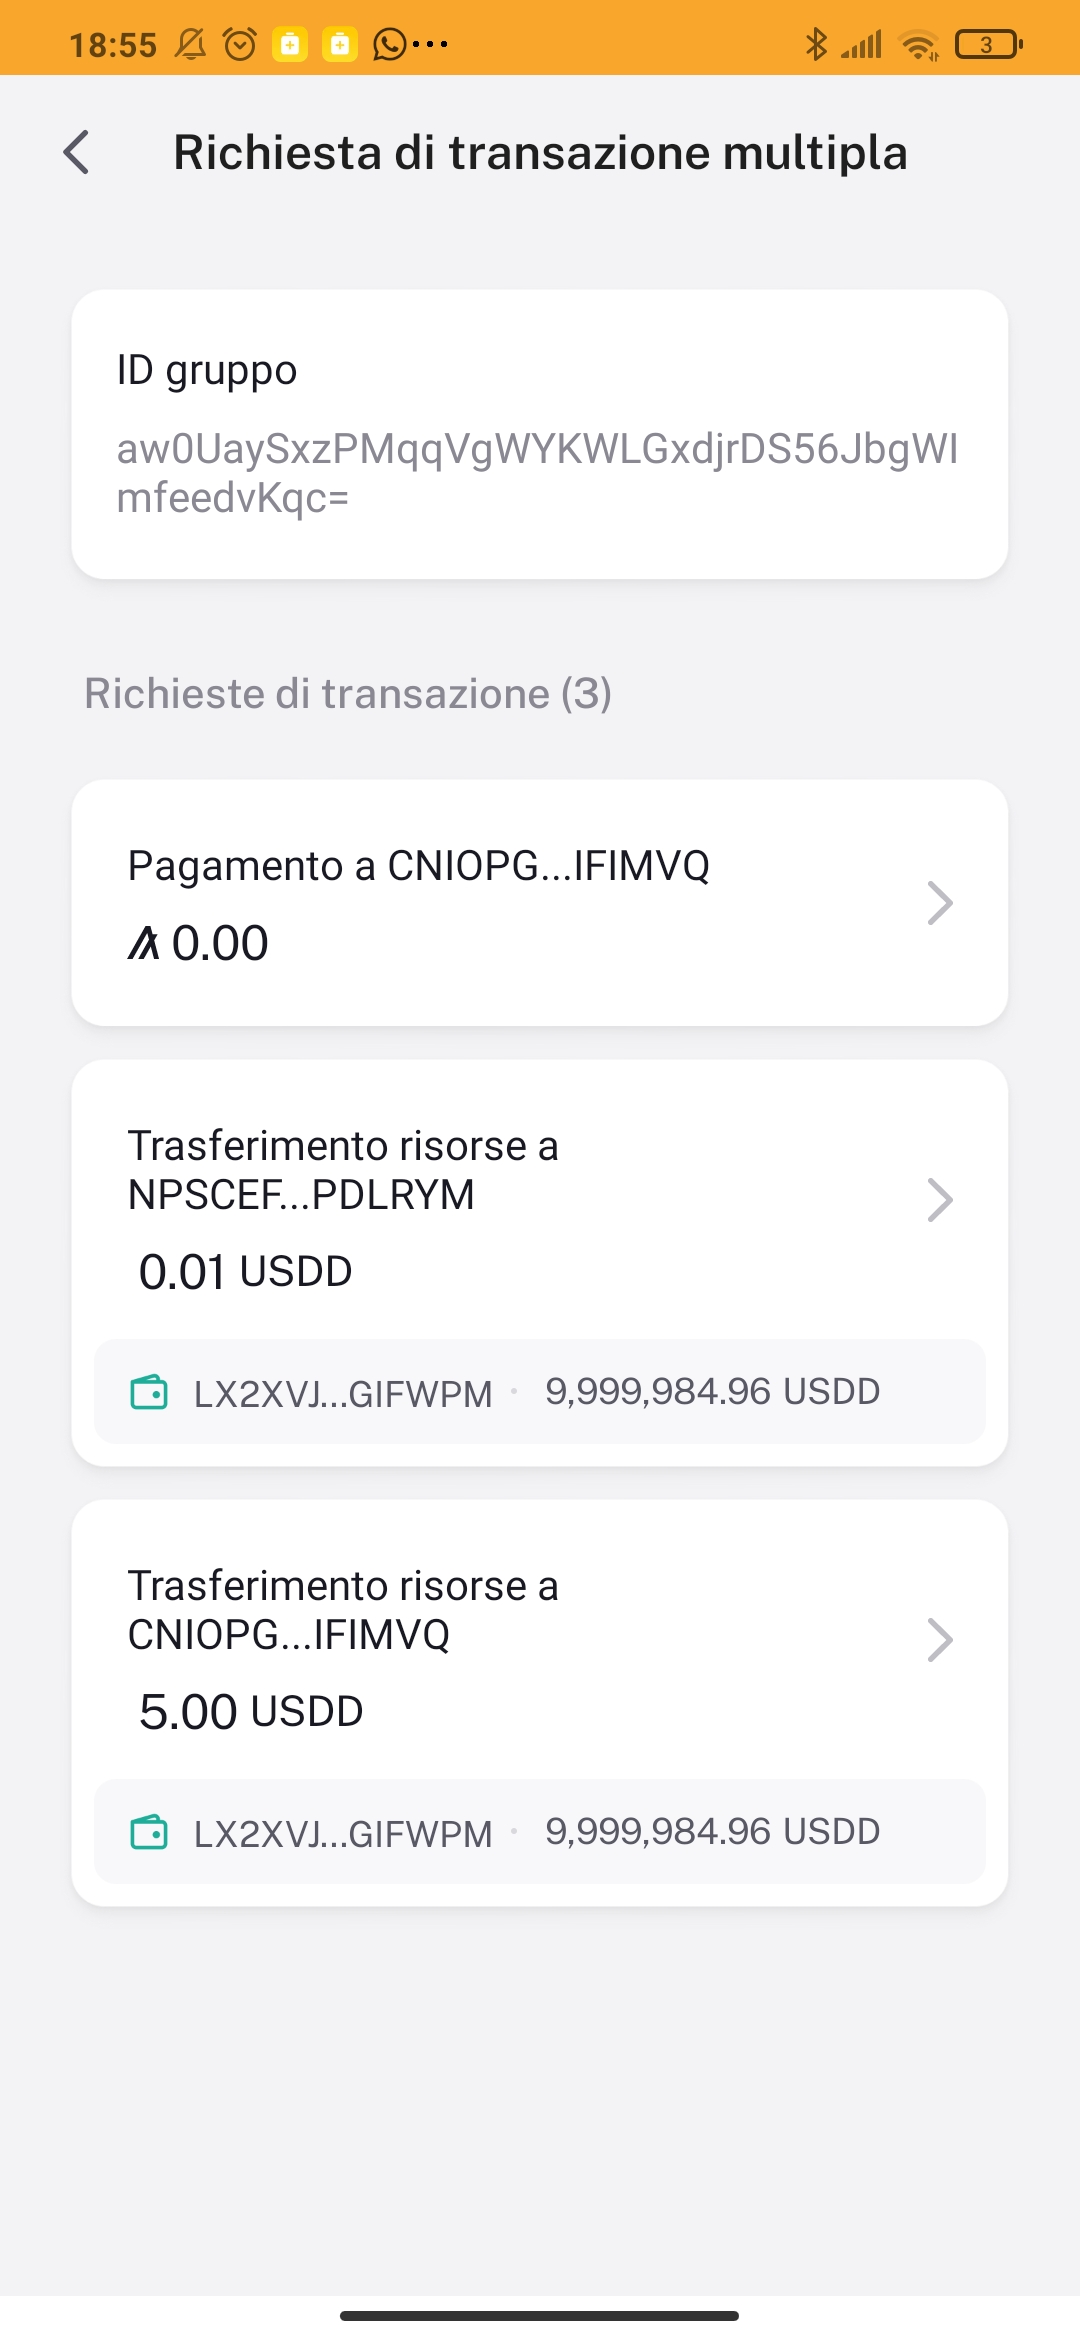 18:55
3
Richiesta di transazione multipla
ID gruppo
aw0UaySxzPMqqVgWYKWLGxdjrDS56JbgWI
mfeedvKqc=
Richieste di transazione (3)
Pagamento a CNIOPG...IFIMVQ
0.00
Trasferimento risorse a
NPSCEF...PDLRYM
0.01 USDD
LX2XVJ...GIFWPM · 9,999,984.96 USDD
Trasferimento risorse a
CNIOPG...IFIMVQ
5.00 USDD
LX2XVJ...GIFWPM · 9,999,984.96 USDD